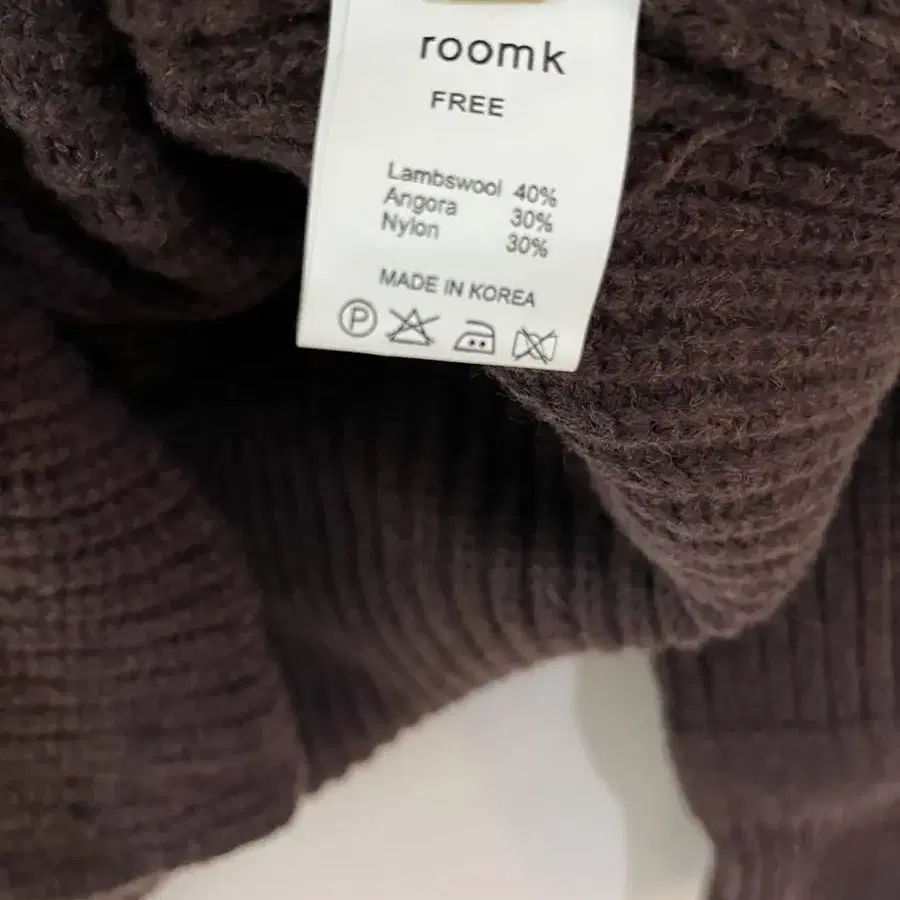 roomk
FREE
Lambswool 40%
Angora 30%
Nylon 30%
MADE IN KOREA
P